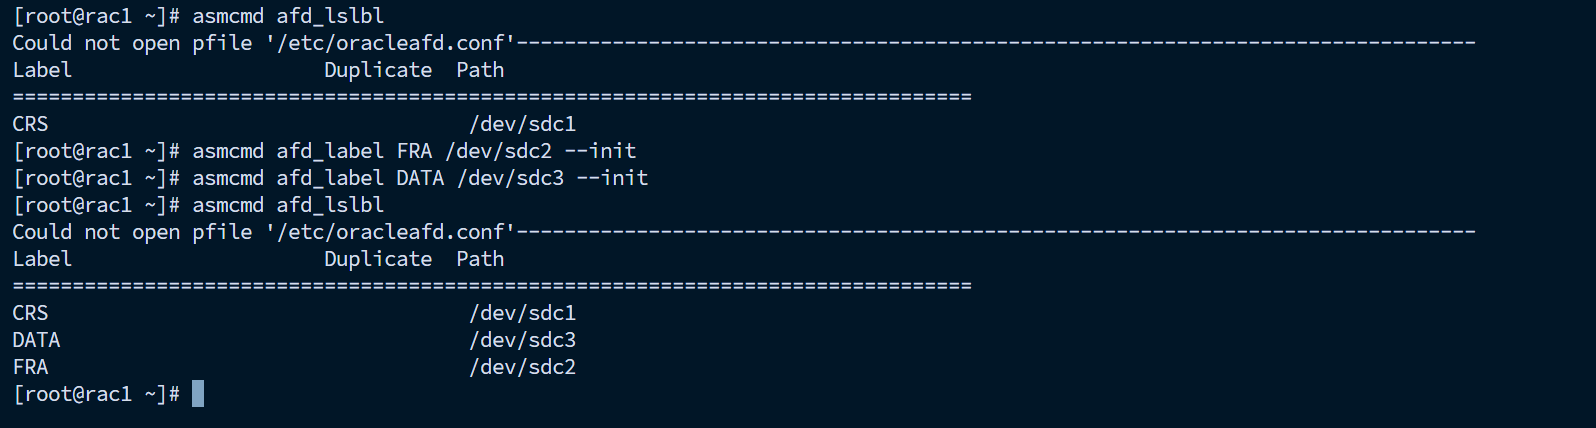 [root@rac1 ~]# asmcmd afd_lslbl
Could not open pfile '/etc/oracleafd.conf'--------------------------------------------------------------------------------
Label                     Duplicate  Path
================================================================================
CRS                                   /dev/sdc1
[root@rac1 ~]# asmcmd afd_label FRA /dev/sdc2 --init
[root@rac1 ~]# asmcmd afd_label DATA /dev/sdc3 --init
[root@rac1 ~]# asmcmd afd_lslbl
Could not open pfile '/etc/oracleafd.conf'--------------------------------------------------------------------------------
Label                     Duplicate  Path
================================================================================
CRS                                   /dev/sdc1
DATA                                  /dev/sdc3
FRA                                   /dev/sdc2
[root@rac1 ~]#